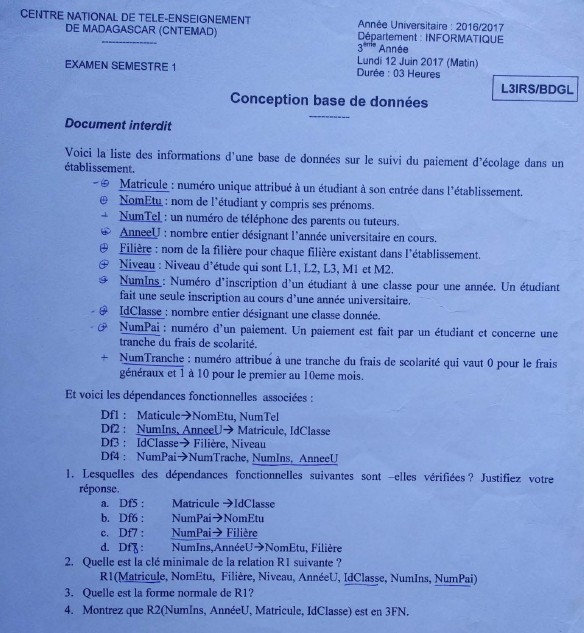 CENTRE NATIONAL DE TELE-ENSEIGNEMENT
DE MADAGASCAR (CNTEMAD)
EXAMEN SEMESTRE 1
Année Universitaire : 2016/2017
Département : INFORMATIQUE
3ème Année
Lundi 12 Juin 2017 (Matin)
Durée : 03 Heures
L3IRS/BDGL
Conception base de données
Document interdit
Voici la liste des informations d'une base de données sur le suivi du paiement d'écolage dans un
établissement.
Matricule : numéro unique attribué à un étudiant à son entrée dans l'établissement.
NomEtu : nom de l'étudiant y compris ses prénoms.
NumTel : un numéro de téléphone des parents ou tuteurs.
AnneeU : nombre entier désignant l'année universitaire en cours.
Filière : nom de la filière pour chaque filière existant dans l'établissement.
Niveau : Niveau d'étude qui sont L1, L2, L3, M1 et M2.
NumIns : Numéro d'inscription d'un étudiant à une classe pour une année. Un étudiant
fait une seule inscription au cours d'une année universitaire.
IdClasse : nombre entier désignant une classe donnée.
NumPai : numéro d'un paiement. Un paiement est fait par un étudiant et concerne une
tranche du frais de scolarité.
NumTranche : numéro attribué à une tranche du frais de scolarité qui vaut 0 pour le frais
généraux et 1 à 10 pour le premier au 10eme mois.
Et voici les dépendances fonctionnelles associées :
Df1 : Maticule→NomEtu, NumTel
Df2 : NumIns, AnneeU→ Matricule, IdClasse
Df3 : IdClasse→ Filière, Niveau
Df4 : NumPai→NumTrache, NumIns, AnneeU
1. Lesquelles des dépendances fonctionnelles suivantes sont –elles vérifiées ? Justifiez votre
réponse.
a. Df5 : Matricule →IdClasse
b. Df6 : NumPai→NomEtu
c. Df7 : NumPai→ Filière
d. Df8 : NumIns,AnnéeU→NomEtu, Filière
2. Quelle est la clé minimale de la relation R1 suivante ?
R1(Matricule, NomEtu, Filière, Niveau, AnnéeU, IdClasse, NumIns, NumPai)
3. Quelle est la forme normale de R1?
4. Montrez que R2(NumIns, AnnéeU, Matricule, IdClasse) est en 3FN.